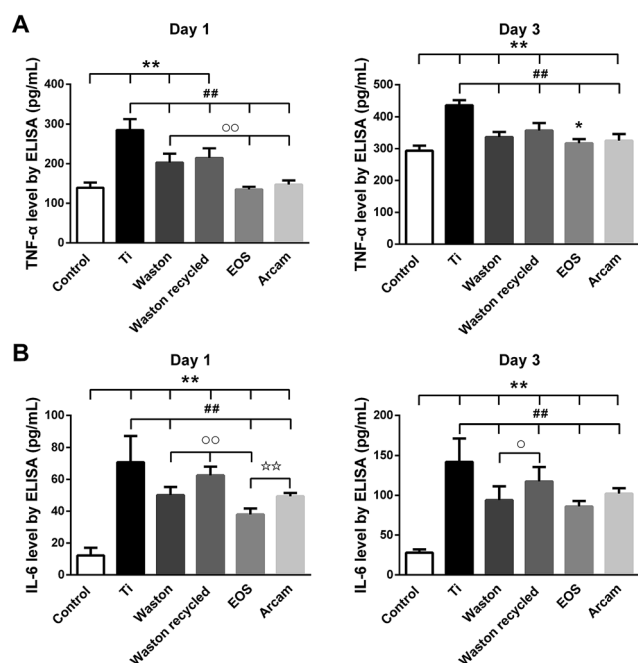 A
Day 1
**
##
○○
TNF-α level by ELISA (pg/mL)
400
300
200
100
0
Control
Ti
Waston
Waston recycled
EOS
Arcam
Day 3
**
##
*
TNF-α level by ELISA (pg/mL)
500
400
300
200
100
0
Control
Ti
Waston
Waston recycled
EOS
Arcam
B
Day 1
**
##
○○
☆☆
IL-6 level by ELISA (pg/mL)
100
80
60
40
20
0
Control
Ti
Waston
Waston recycled
EOS
Arcam
Day 3
**
##
○
IL-6 level by ELISA (pg/mL)
200
150
100
50
0
Control
Ti
Waston
Waston recycled
EOS
Arcam